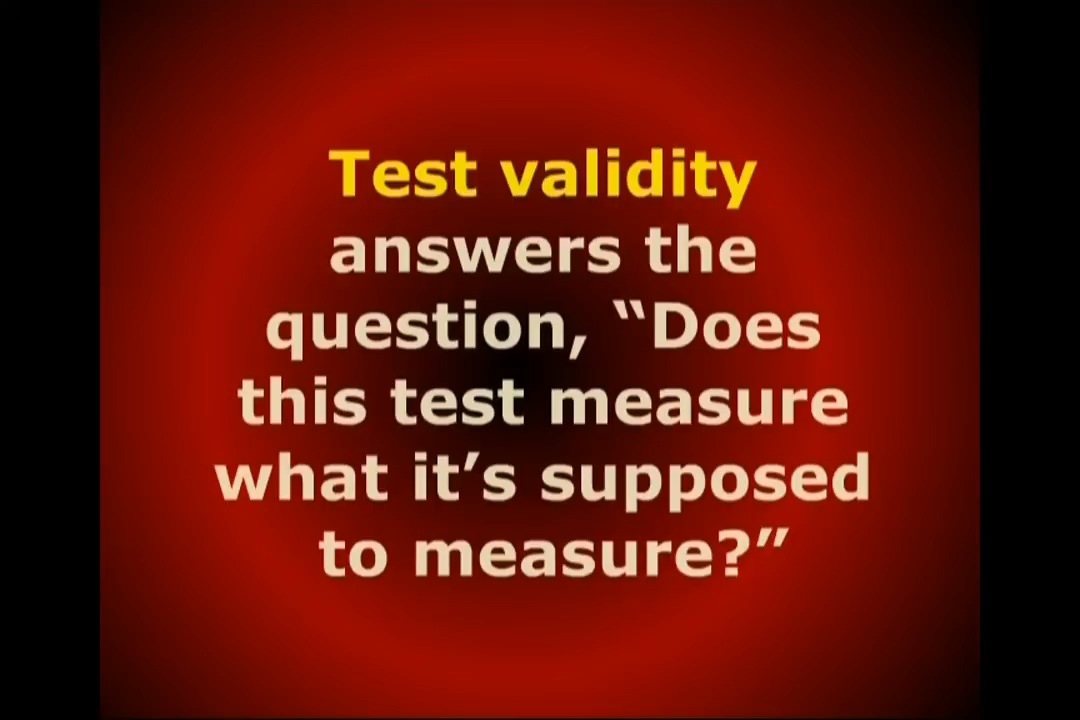 Test validity
answers the
question, “Does
this test measure
what it’s supposed
to measure?”